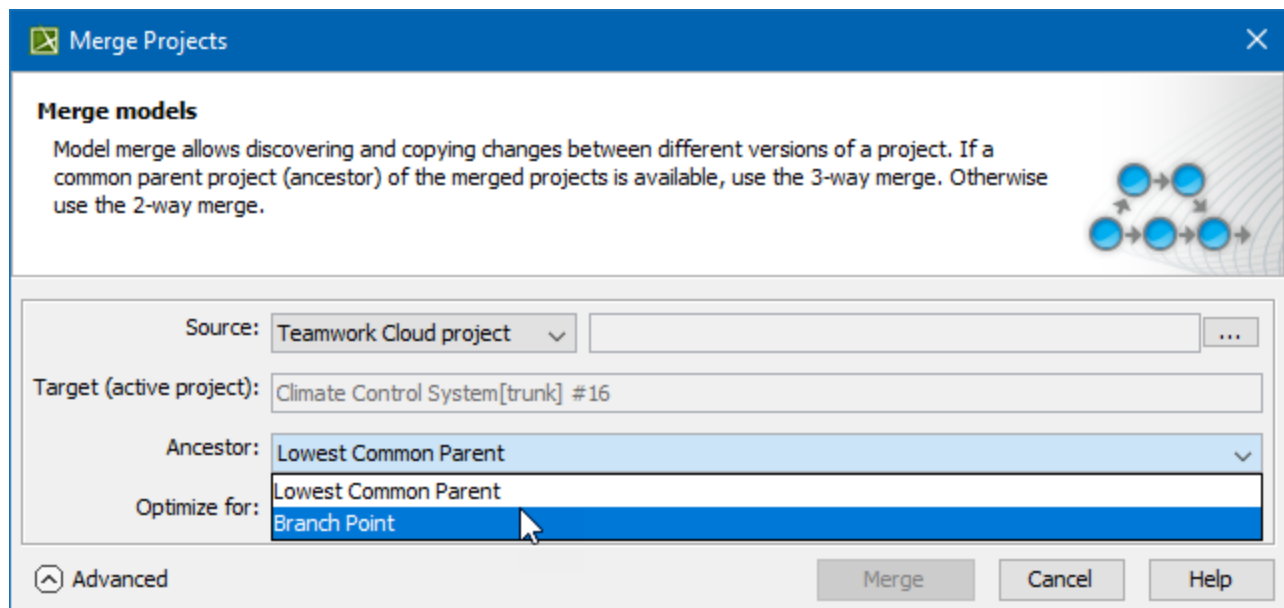 Merge Projects
Merge models
Model merge allows discovering and copying changes between different versions of a project. If a
common parent project (ancestor) of the merged projects is available, use the 3-way merge. Otherwise
use the 2-way merge.
Source: Teamwork Cloud project ...
Target (active project): Climate Control System[trunk] #16
Ancestor: Lowest Common Parent
Lowest Common Parent
Optimize for:
Branch Point
Advanced Merge Cancel Help